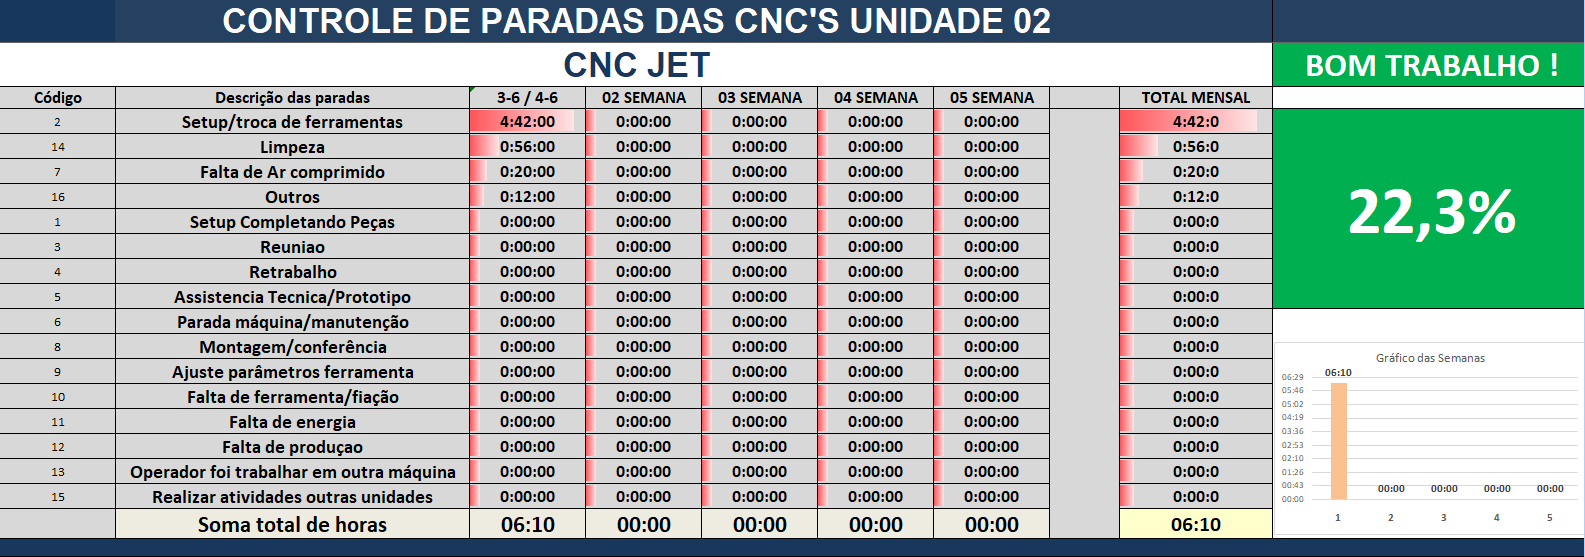 CONTROLE DE PARADAS DAS CNC'S UNIDADE 02
CNC JET BOM TRABALHO !
Código Descrição das paradas 3-6 / 4-6 02 SEMANA 03 SEMANA 04 SEMANA 05 SEMANA TOTAL MENSAL
2 Setup/troca de ferramentas 4:42:00 0:00:00 0:00:00 0:00:00 0:00:00 4:42:0
14 Limpeza 0:56:00 0:00:00 0:00:00 0:00:00 0:00:00 0:56:0
7 Falta de Ar comprimido 0:20:00 0:00:00 0:00:00 0:00:00 0:00:00 0:20:0
16 Outros 0:12:00 0:00:00 0:00:00 0:00:00 0:00:00 0:12:0
1 Setup Completando Peças 0:00:00 0:00:00 0:00:00 0:00:00 0:00:00 0:00:0
3 Reuniao 0:00:00 0:00:00 0:00:00 0:00:00 0:00:00 0:00:0
4 Retrabalho 0:00:00 0:00:00 0:00:00 0:00:00 0:00:00 0:00:0
5 Assistencia Tecnica/Prototipo 0:00:00 0:00:00 0:00:00 0:00:00 0:00:00 0:00:0
6 Parada máquina/manutenção 0:00:00 0:00:00 0:00:00 0:00:00 0:00:00 0:00:0
8 Montagem/conferência 0:00:00 0:00:00 0:00:00 0:00:00 0:00:00 0:00:0
9 Ajuste parâmetros ferramenta 0:00:00 0:00:00 0:00:00 0:00:00 0:00:00 0:00:0
10 Falta de ferramenta/fiação 0:00:00 0:00:00 0:00:00 0:00:00 0:00:00 0:00:0
11 Falta de energia 0:00:00 0:00:00 0:00:00 0:00:00 0:00:00 0:00:0
12 Falta de produçao 0:00:00 0:00:00 0:00:00 0:00:00 0:00:00 0:00:0
13 Operador foi trabalhar em outra máquina 0:00:00 0:00:00 0:00:00 0:00:00 0:00:00 0:00:0
15 Realizar atividades outras unidades 0:00:00 0:00:00 0:00:00 0:00:00 0:00:00 0:00:0
Soma total de horas 06:10 00:00 00:00 00:00 00:00 06:10
22,3%
Gráfico das Semanas
06:10
06:29
05:46
05:02
04:19
03:36
02:53
02:10
01:26
00:43
00:00
00:00 00:00 00:00 00:00
1 2 3 4 5